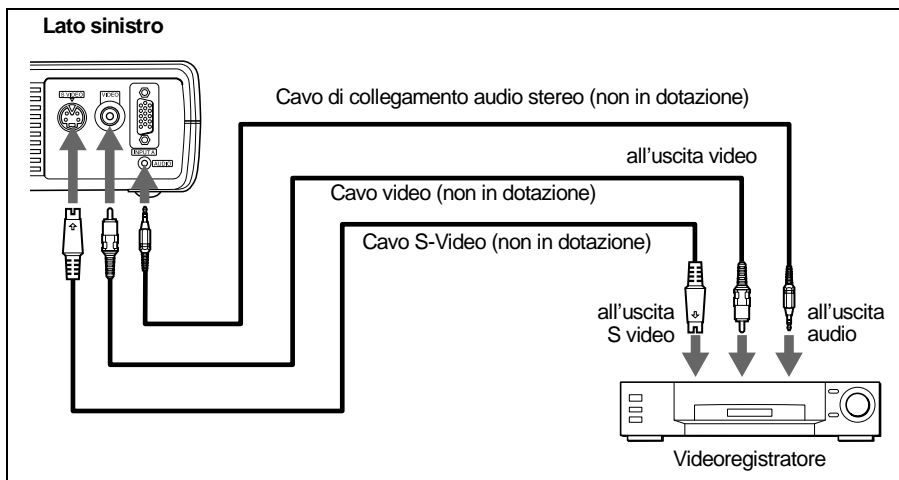 Lato sinistro
S VIDEO
VIDEO
INPUT A
AUDIO
Cavo di collegamento audio stereo (non in dotazione)
all’uscita video
Cavo video (non in dotazione)
Cavo S-Video (non in dotazione)
all’uscita
S video
all’uscita
audio
Videoregistratore